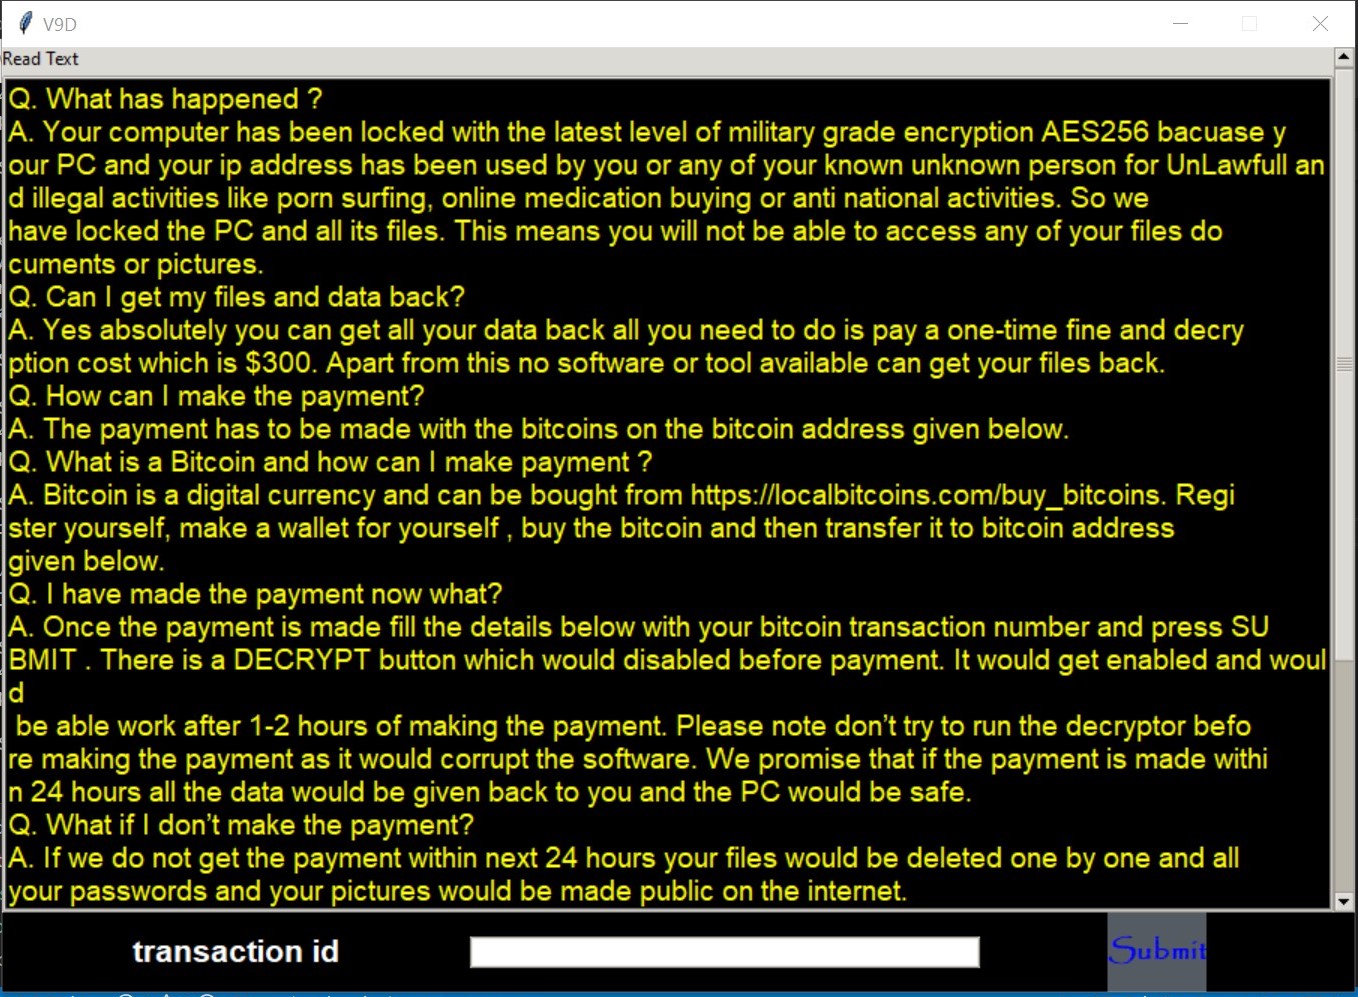 V9D
Read Text
Q. What has happened ?
A. Your computer has been locked with the latest level of military grade encryption AES256 bacuase y
our PC and your ip address has been used by you or any of your known unknown person for UnLawfull an
d illegal activities like porn surfing, online medication buying or anti national activities. So we
have locked the PC and all its files. This means you will not be able to access any of your files do
cuments or pictures.
Q. Can I get my files and data back?
A. Yes absolutely you can get all your data back all you need to do is pay a one-time fine and decry
ption cost which is $300. Apart from this no software or tool available can get your files back.
Q. How can I make the payment?
A. The payment has to be made with the bitcoins on the bitcoin address given below.
Q. What is a Bitcoin and how can I make payment ?
A. Bitcoin is a digital currency and can be bought from https://localbitcoins.com/buy_bitcoins. Regi
ster yourself, make a wallet for yourself , buy the bitcoin and then transfer it to bitcoin address
given below.
Q. I have made the payment now what?
A. Once the payment is made fill the details below with your bitcoin transaction number and press SU
BMIT . There is a DECRYPT button which would disabled before payment. It would get enabled and woul
d
be able work after 1-2 hours of making the payment. Please note don’t try to run the decryptor befo
re making the payment as it would corrupt the software. We promise that if the payment is made withi
n 24 hours all the data would be given back to you and the PC would be safe.
Q. What if I don’t make the payment?
A. If we do not get the payment within next 24 hours your files would be deleted one by one and all
your passwords and your pictures would be made public on the internet.
transaction id
Submit